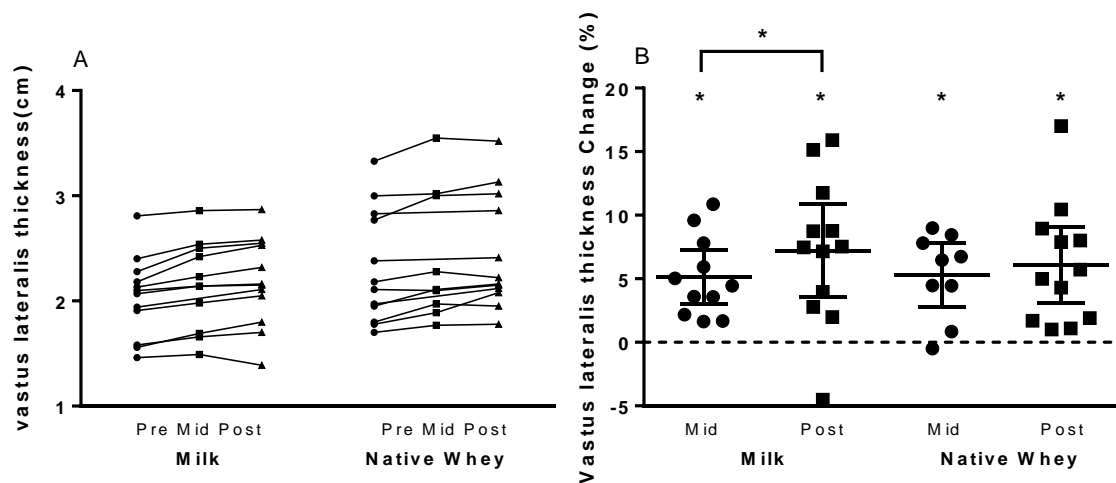 A
vastus lateralis thickness(cm)
4
3
2
1
Pre Mid Post
Pre Mid Post
Milk
Native Whey
B
Vastus lateralis thickness Change (%)
*
* * * *
20
15
10
5
0
-5
Mid Post Mid Post
Milk Native Whey